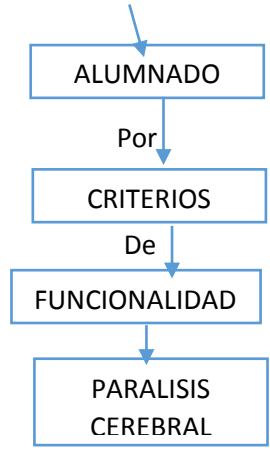 ALUMNADO
Por
CRITERIOS
De
FUNCIONALIDAD
PARALISIS
CEREBRAL